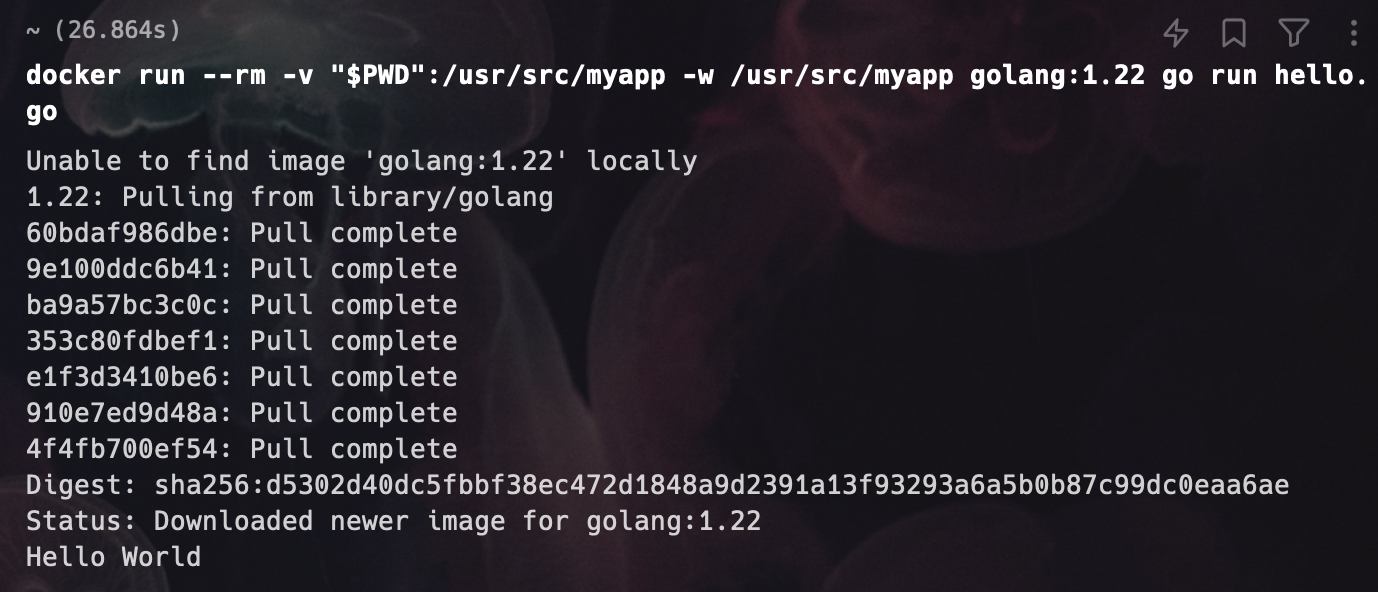 ~ (26.864s)
docker run --rm -v "$PWD":/usr/src/myapp -w /usr/src/myapp golang:1.22 go run hello.
go
Unable to find image 'golang:1.22' locally
1.22: Pulling from library/golang
60bdaf986dbe: Pull complete
9e100ddc6b41: Pull complete
ba9a57bc3c0c: Pull complete
353c80fdbef1: Pull complete
e1f3d3410be6: Pull complete
910e7ed9d48a: Pull complete
4f4fb700ef54: Pull complete
Digest: sha256:d5302d40dc5fbbf38ec472d1848a9d2391a13f93293a6a5b0b87c99dc0eaa6ae
Status: Downloaded newer image for golang:1.22
Hello World